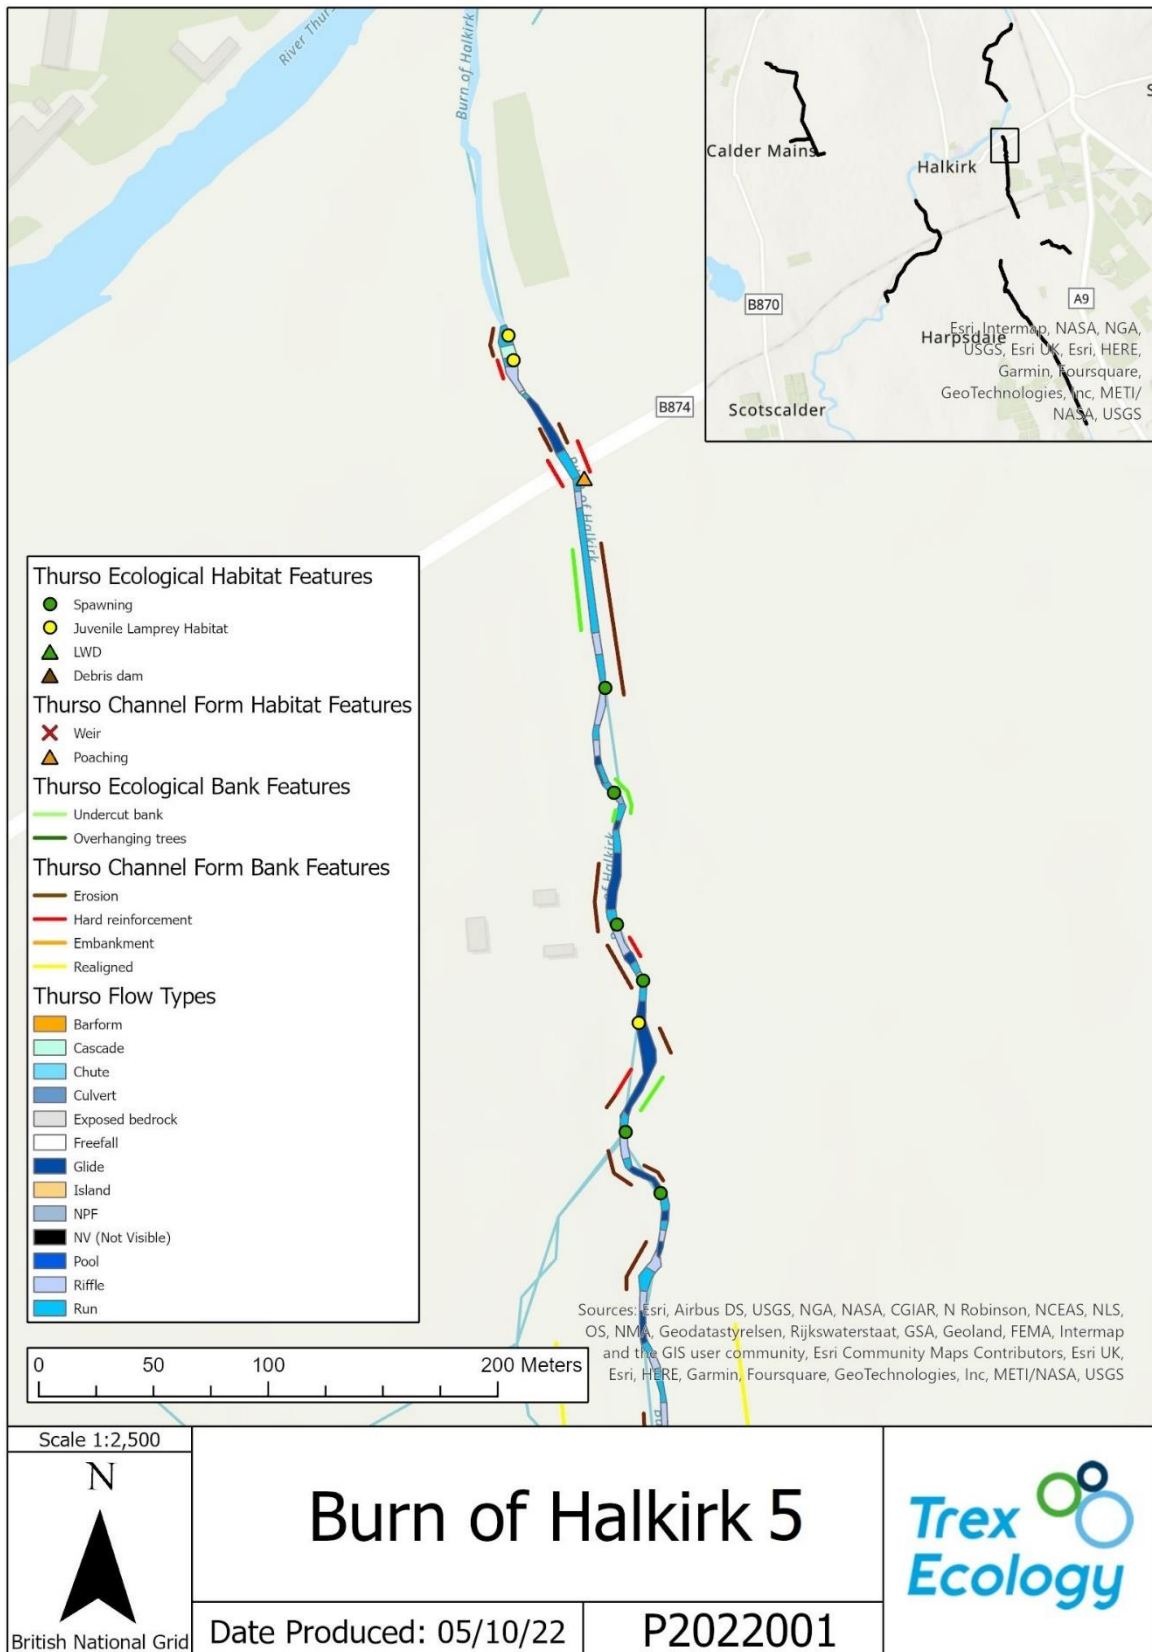 River Thurs
Burn of Halkirk
Calder Mains
Halkirk
S
B870
A9
Harpsdale
Scotscalder
Esri, Intermap, NASA, NGA,
USGS, Esri UK, Esri, HERE,
Garmin, Foursquare,
GeoTechnologies, Inc, METI/
NASA, USGS
B874
Burn of Halkirk
of Halkirk
Thurso Ecological Habitat Features
Spawning
Juvenile Lamprey Habitat
LWD
Debris dam
Thurso Channel Form Habitat Features
Weir
Poaching
Thurso Ecological Bank Features
Undercut bank
Overhanging trees
Thurso Channel Form Bank Features
Erosion
Hard reinforcement
Embankment
Realigned
Thurso Flow Types
Barform
Cascade
Chute
Culvert
Exposed bedrock
Freefall
Glide
Island
NPF
NV (Not Visible)
Pool
Riffle
Run
Sources: Esri, Airbus DS, USGS, NGA, NASA, CGIAR, N Robinson, NCEAS, NLS,
OS, NMA, Geodatastyrelsen, Rijkswaterstaat, GSA, Geoland, FEMA, Intermap
and the GIS user community, Esri Community Maps Contributors, Esri UK,
Esri, HERE, Garmin, Foursquare, GeoTechnologies, Inc, METI/NASA, USGS
0 50 100 200 Meters
Scale 1:2,500
N
British National Grid
Burn of Halkirk 5
Date Produced: 05/10/22
P2022001
Trex
Ecology